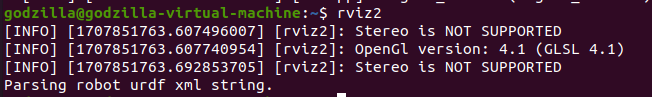 godzilla@godzilla-virtual-machine:~$ rviz2
[INFO] [1707851763.607496007] [rviz2]: Stereo is NOT SUPPORTED
[INFO] [1707851763.607740954] [rviz2]: OpenGl version: 4.1 (GLSL 4.1)
[INFO] [1707851763.692853705] [rviz2]: Stereo is NOT SUPPORTED
Parsing robot urdf xml string.